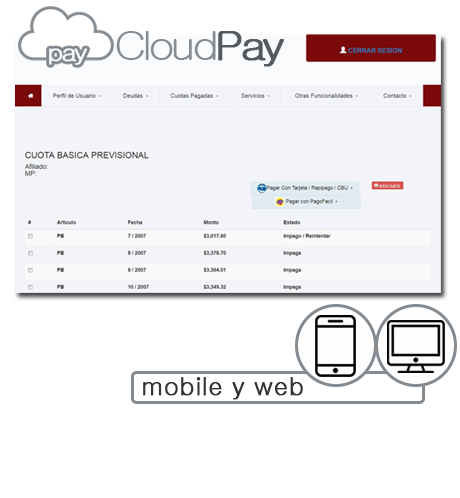 pay CloudPay
CERRAR SESION
Perfil de Usuario Deudas Cuotas Pagadas Servicios Otras Funcionalidades Contacto
CUOTA BASICA PREVISIONAL
Afiliado:
MP:
Pagar Con Tarjeta / Rapipago / CBU
RESUMEN
Pagar con PagoFacil
# Articulo Fecha Monto Estado
PB 7 / 2007 $3,017.60 Impago / Reintentar
PB 8 / 2007 $3,378.70 Impaga
PB 9 / 2007 $3,364.01 Impaga
PB 10 / 2007 $3,349.32 Impaga
mobile y web